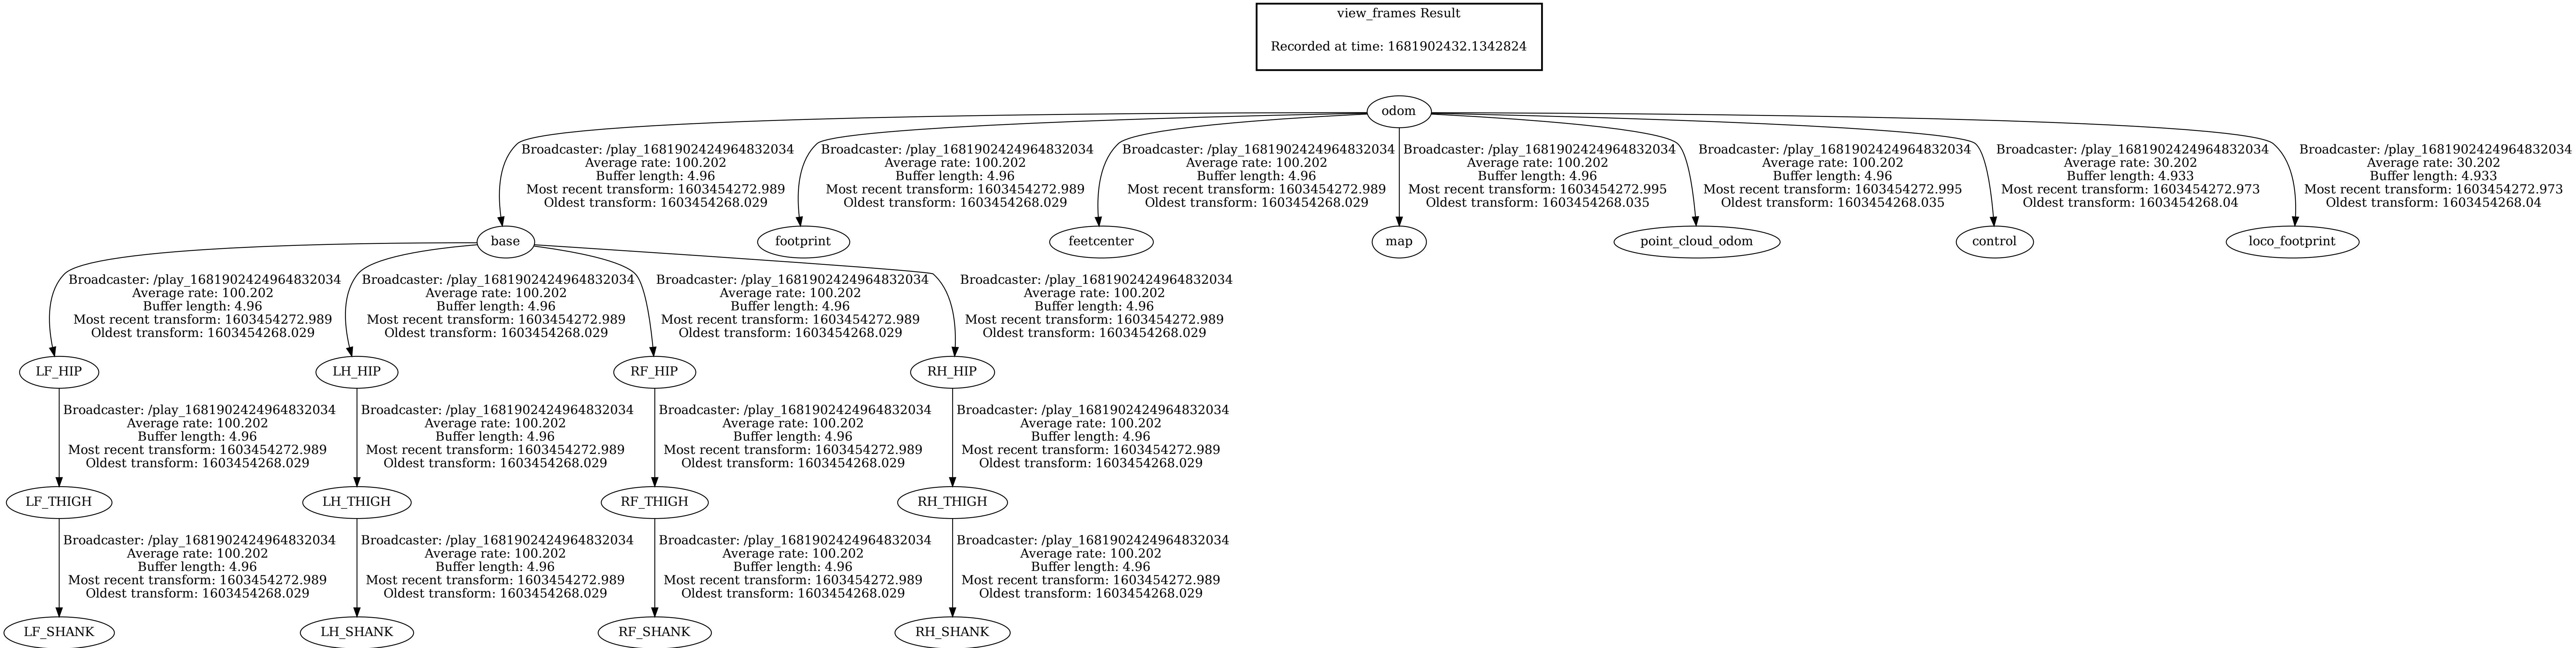 view_frames Result
Recorded at time: 1681902432.1342824
odom
Broadcaster: /play_1681902424964832034
Average rate: 100.202
Buffer length: 4.96
Most recent transform: 1603454272.989
Oldest transform: 1603454268.029
Broadcaster: /play_1681902424964832034
Average rate: 100.202
Buffer length: 4.96
Most recent transform: 1603454272.989
Oldest transform: 1603454268.029
Broadcaster: /play_1681902424964832034
Average rate: 100.202
Buffer length: 4.96
Most recent transform: 1603454272.989
Oldest transform: 1603454268.029
Broadcaster: /play_1681902424964832034
Average rate: 100.202
Buffer length: 4.96
Most recent transform: 1603454272.995
Oldest transform: 1603454268.035
Broadcaster: /play_1681902424964832034
Average rate: 100.202
Buffer length: 4.96
Most recent transform: 1603454272.995
Oldest transform: 1603454268.035
Broadcaster: /play_1681902424964832034
Average rate: 30.202
Buffer length: 4.933
Most recent transform: 1603454272.973
Oldest transform: 1603454268.04
Broadcaster: /play_1681902424964832034
Average rate: 30.202
Buffer length: 4.933
Most recent transform: 1603454272.973
Oldest transform: 1603454268.04
base
footprint
feetcenter
map
point_cloud_odom
control
loco_footprint
Broadcaster: /play_1681902424964832034
Average rate: 100.202
Buffer length: 4.96
Most recent transform: 1603454272.989
Oldest transform: 1603454268.029
Broadcaster: /play_1681902424964832034
Average rate: 100.202
Buffer length: 4.96
Most recent transform: 1603454272.989
Oldest transform: 1603454268.029
Broadcaster: /play_1681902424964832034
Average rate: 100.202
Buffer length: 4.96
Most recent transform: 1603454272.989
Oldest transform: 1603454268.029
Broadcaster: /play_1681902424964832034
Average rate: 100.202
Buffer length: 4.96
Most recent transform: 1603454272.989
Oldest transform: 1603454268.029
LF_HIP
LH_HIP
RF_HIP
RH_HIP
Broadcaster: /play_1681902424964832034
Average rate: 100.202
Buffer length: 4.96
Most recent transform: 1603454272.989
Oldest transform: 1603454268.029
Broadcaster: /play_1681902424964832034
Average rate: 100.202
Buffer length: 4.96
Most recent transform: 1603454272.989
Oldest transform: 1603454268.029
Broadcaster: /play_1681902424964832034
Average rate: 100.202
Buffer length: 4.96
Most recent transform: 1603454272.989
Oldest transform: 1603454268.029
Broadcaster: /play_1681902424964832034
Average rate: 100.202
Buffer length: 4.96
Most recent transform: 1603454272.989
Oldest transform: 1603454268.029
LF_THIGH
LH_THIGH
RF_THIGH
RH_THIGH
Broadcaster: /play_1681902424964832034
Average rate: 100.202
Buffer length: 4.96
Most recent transform: 1603454272.989
Oldest transform: 1603454268.029
Broadcaster: /play_1681902424964832034
Average rate: 100.202
Buffer length: 4.96
Most recent transform: 1603454272.989
Oldest transform: 1603454268.029
Broadcaster: /play_1681902424964832034
Average rate: 100.202
Buffer length: 4.96
Most recent transform: 1603454272.989
Oldest transform: 1603454268.029
Broadcaster: /play_1681902424964832034
Average rate: 100.202
Buffer length: 4.96
Most recent transform: 1603454272.989
Oldest transform: 1603454268.029
LF_SHANK
LH_SHANK
RF_SHANK
RH_SHANK